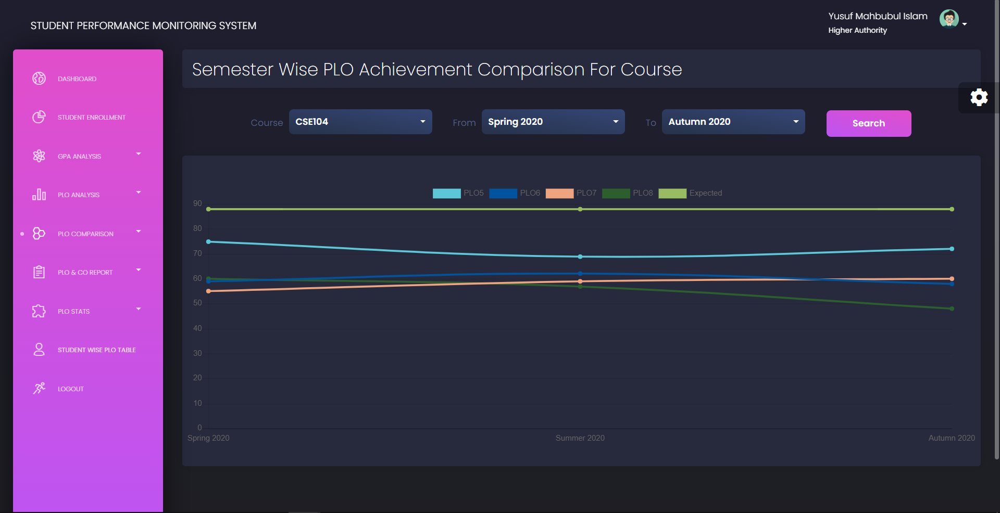 STUDENT PERFORMANCE MONITORING SYSTEM
Yusuf Mahbubul Islam
Higher Authority
DASHBOARD
STUDENT ENROLLMENT
GPA ANALYSIS
PLO ANALYSIS
PLO COMPARISON
PLO & CO REPORT
PLO STATS
STUDENT WISE PLO TABLE
LOGOUT
Semester Wise PLO Achievement Comparison For Course
Course CSE104 From Spring 2020 To Autumn 2020 Search
PLO5 PLO6 PLO7 PLO8 Expected
90
80
70
60
50
40
30
20
10
0
Spring 2020 Summer 2020 Autumn 2020